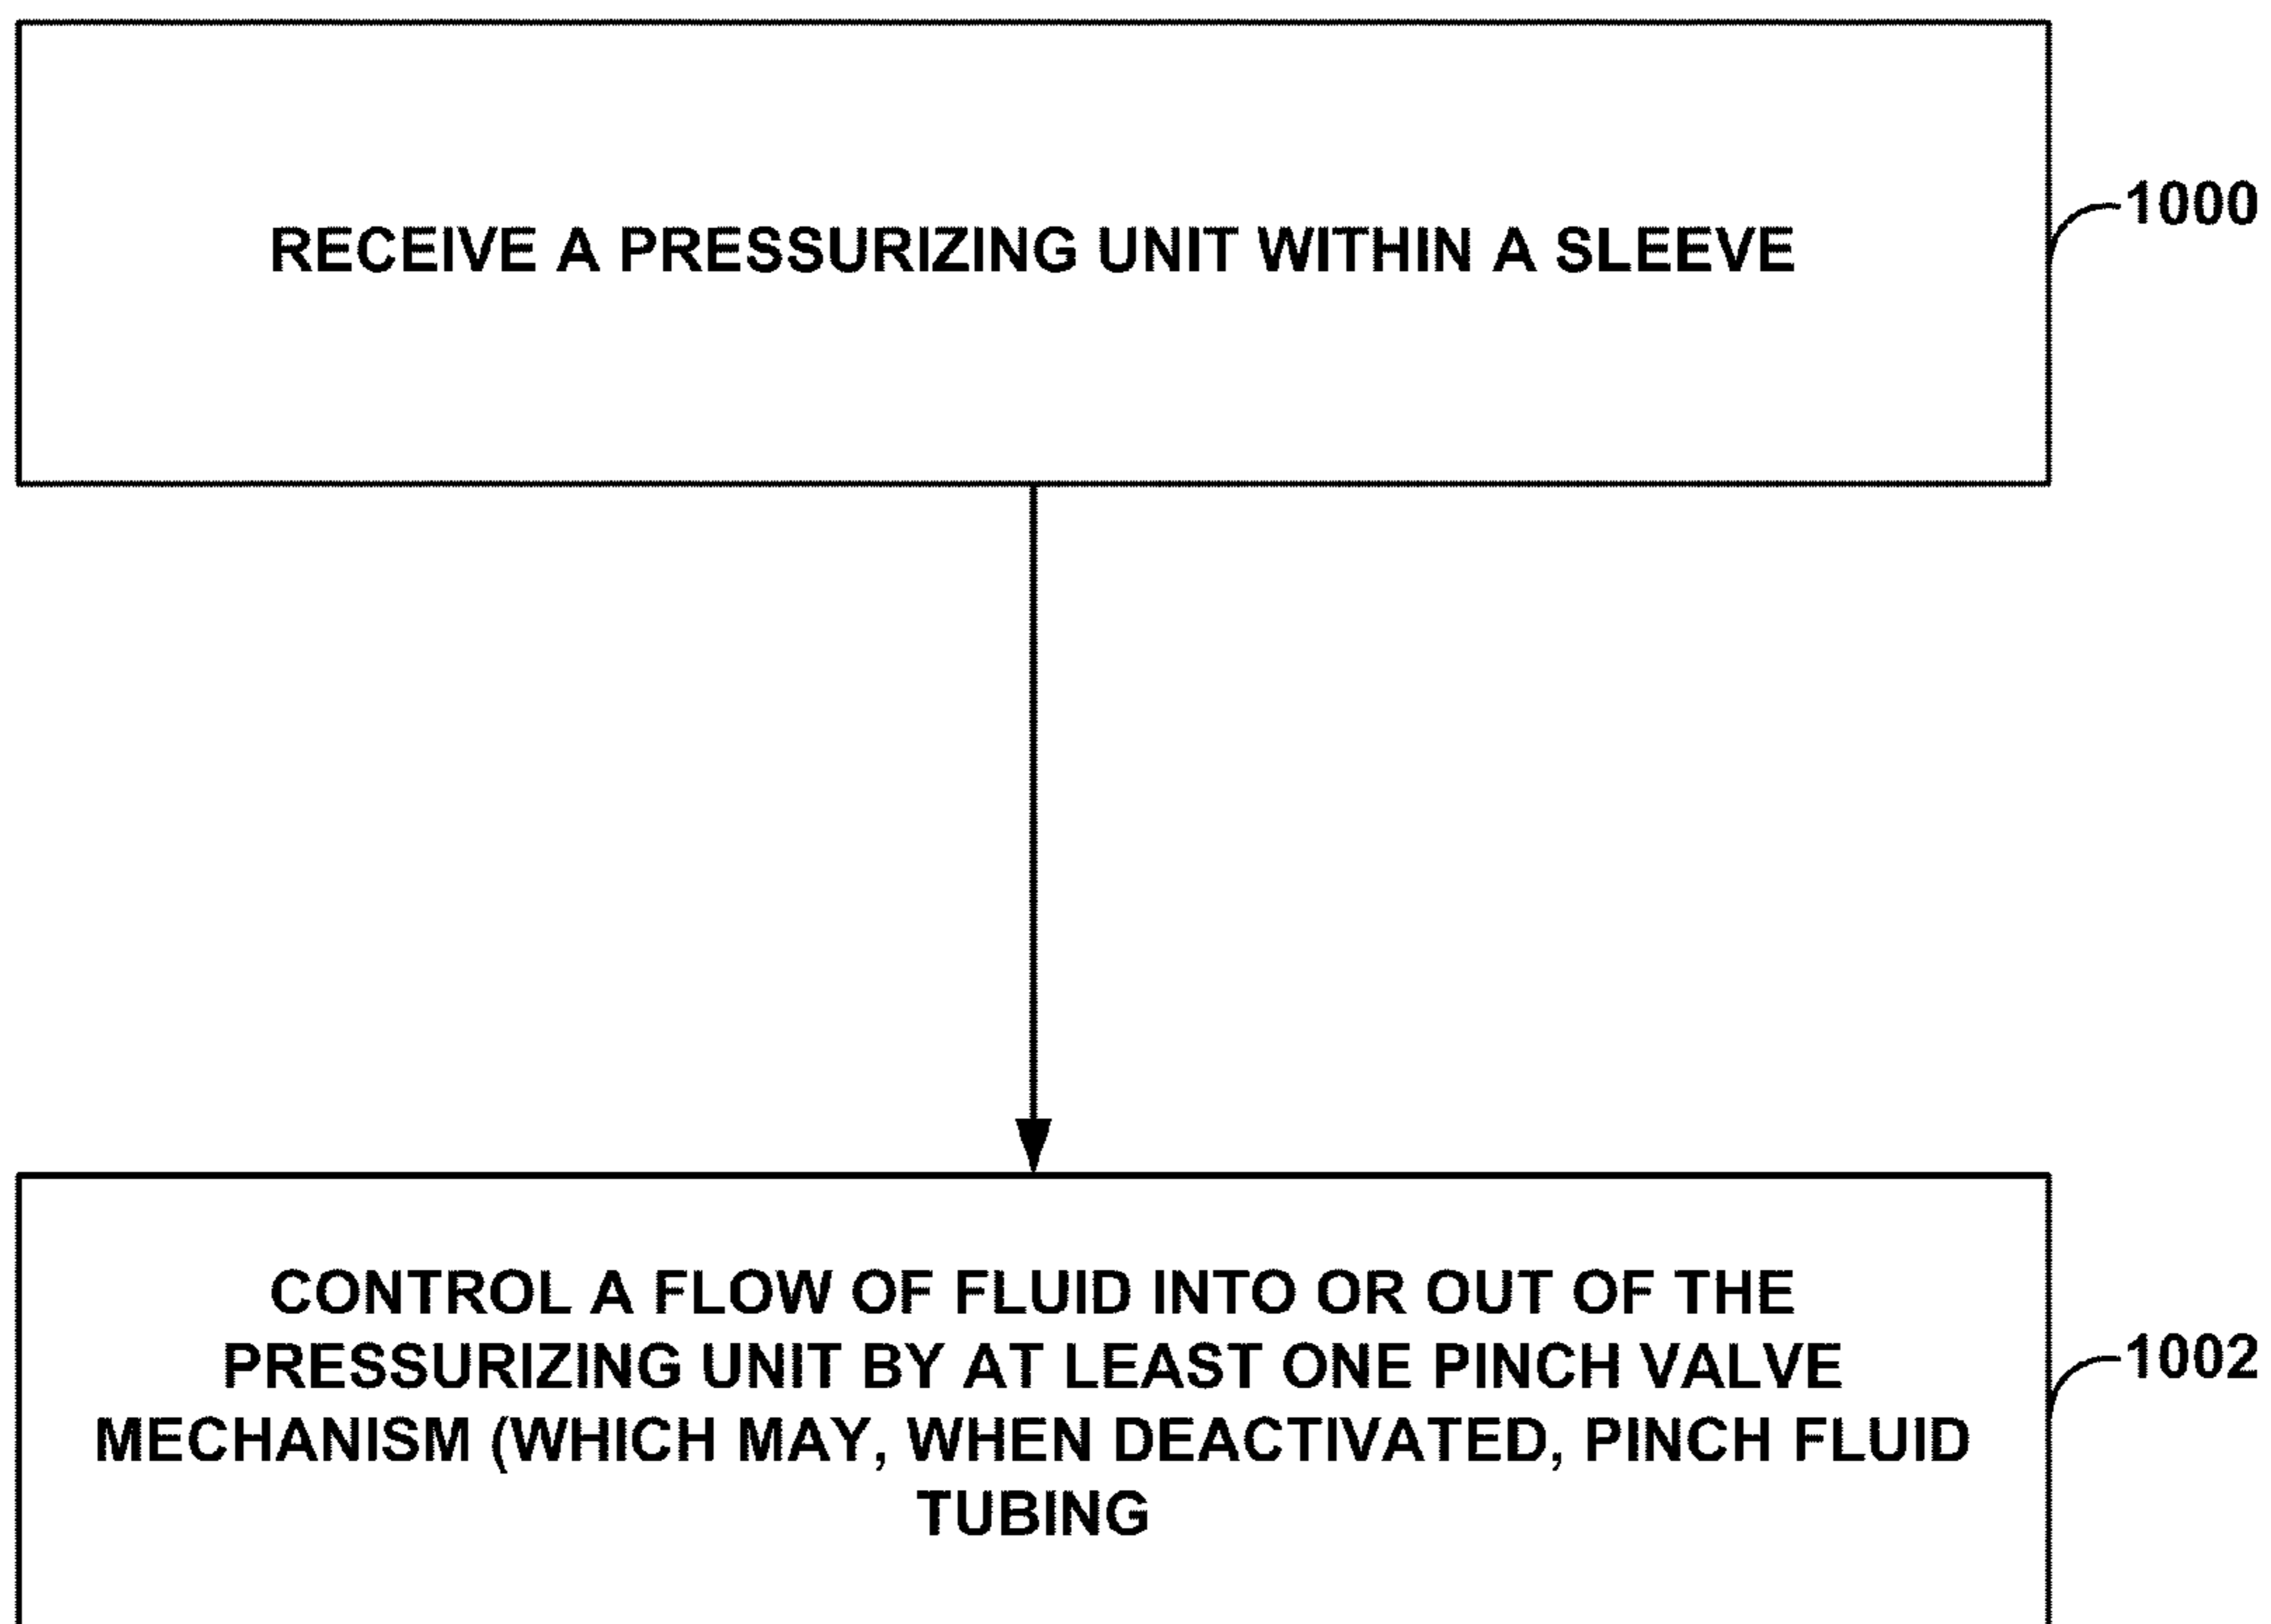 RECEIVE A PRESSURIZING UNIT WITHIN A SLEEVE
1000
CONTROL A FLOW OF FLUID INTO OR OUT OF THE
PRESSURIZING UNIT BY AT LEAST ONE PINCH VALVE
MECHANISM (WHICH MAY, WHEN DEACTIVATED, PINCH FLUID
TUBING
1002